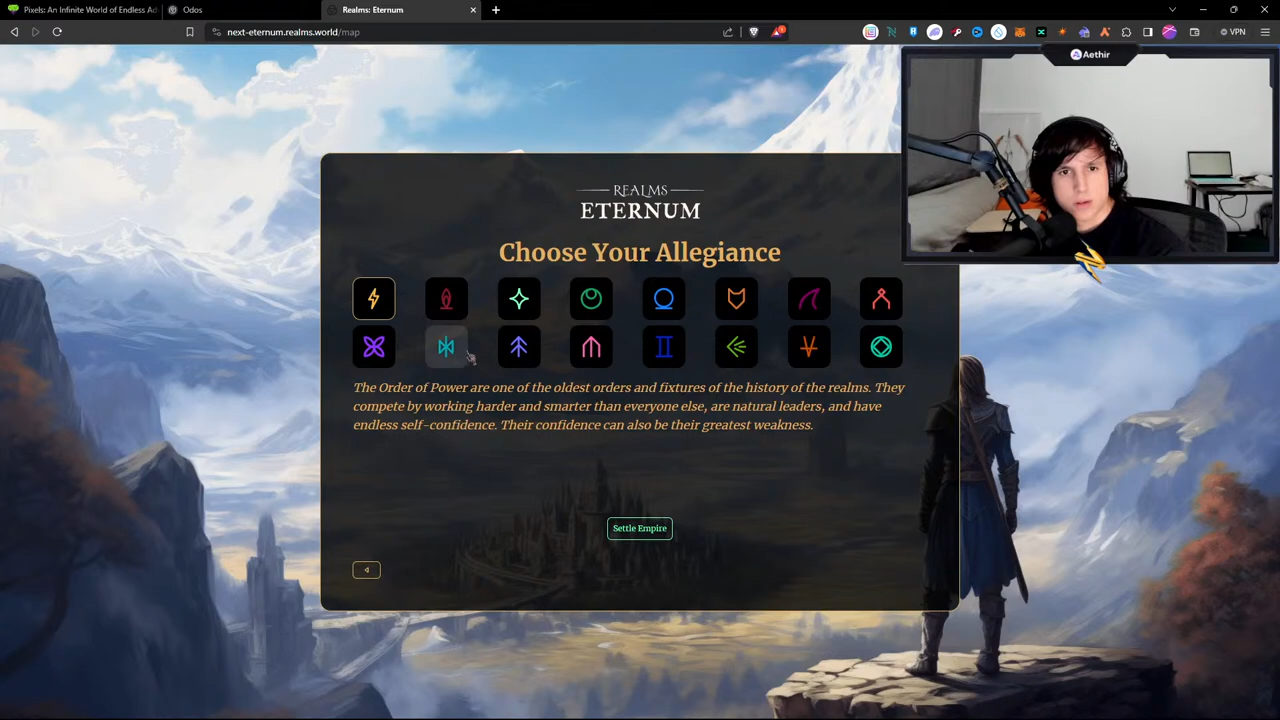 Pixels: An Infinite World of Endless Ad
Odos
Realms: Eternum
next-eternum.realms.world/map
VPN
Aethir
REALMS
ETERNUM
Choose Your Allegiance
The Order of Power are one of the oldest orders and fixtures of the history of the realms. They
compete by working harder and smarter than everyone else, are natural leaders, and have
endless self-confidence. Their confidence can also be their greatest weakness.
Settle Empire